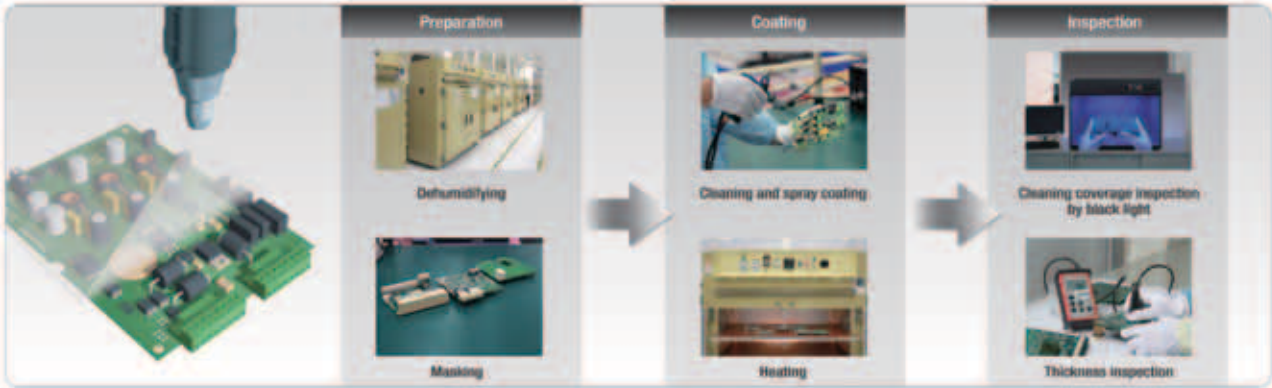 Preparation
Dehumidifying
Masking
Coating
Cleaning and spray coating
Heating
Inspection
Cleaning coverage inspection
by black light
Thickness inspection